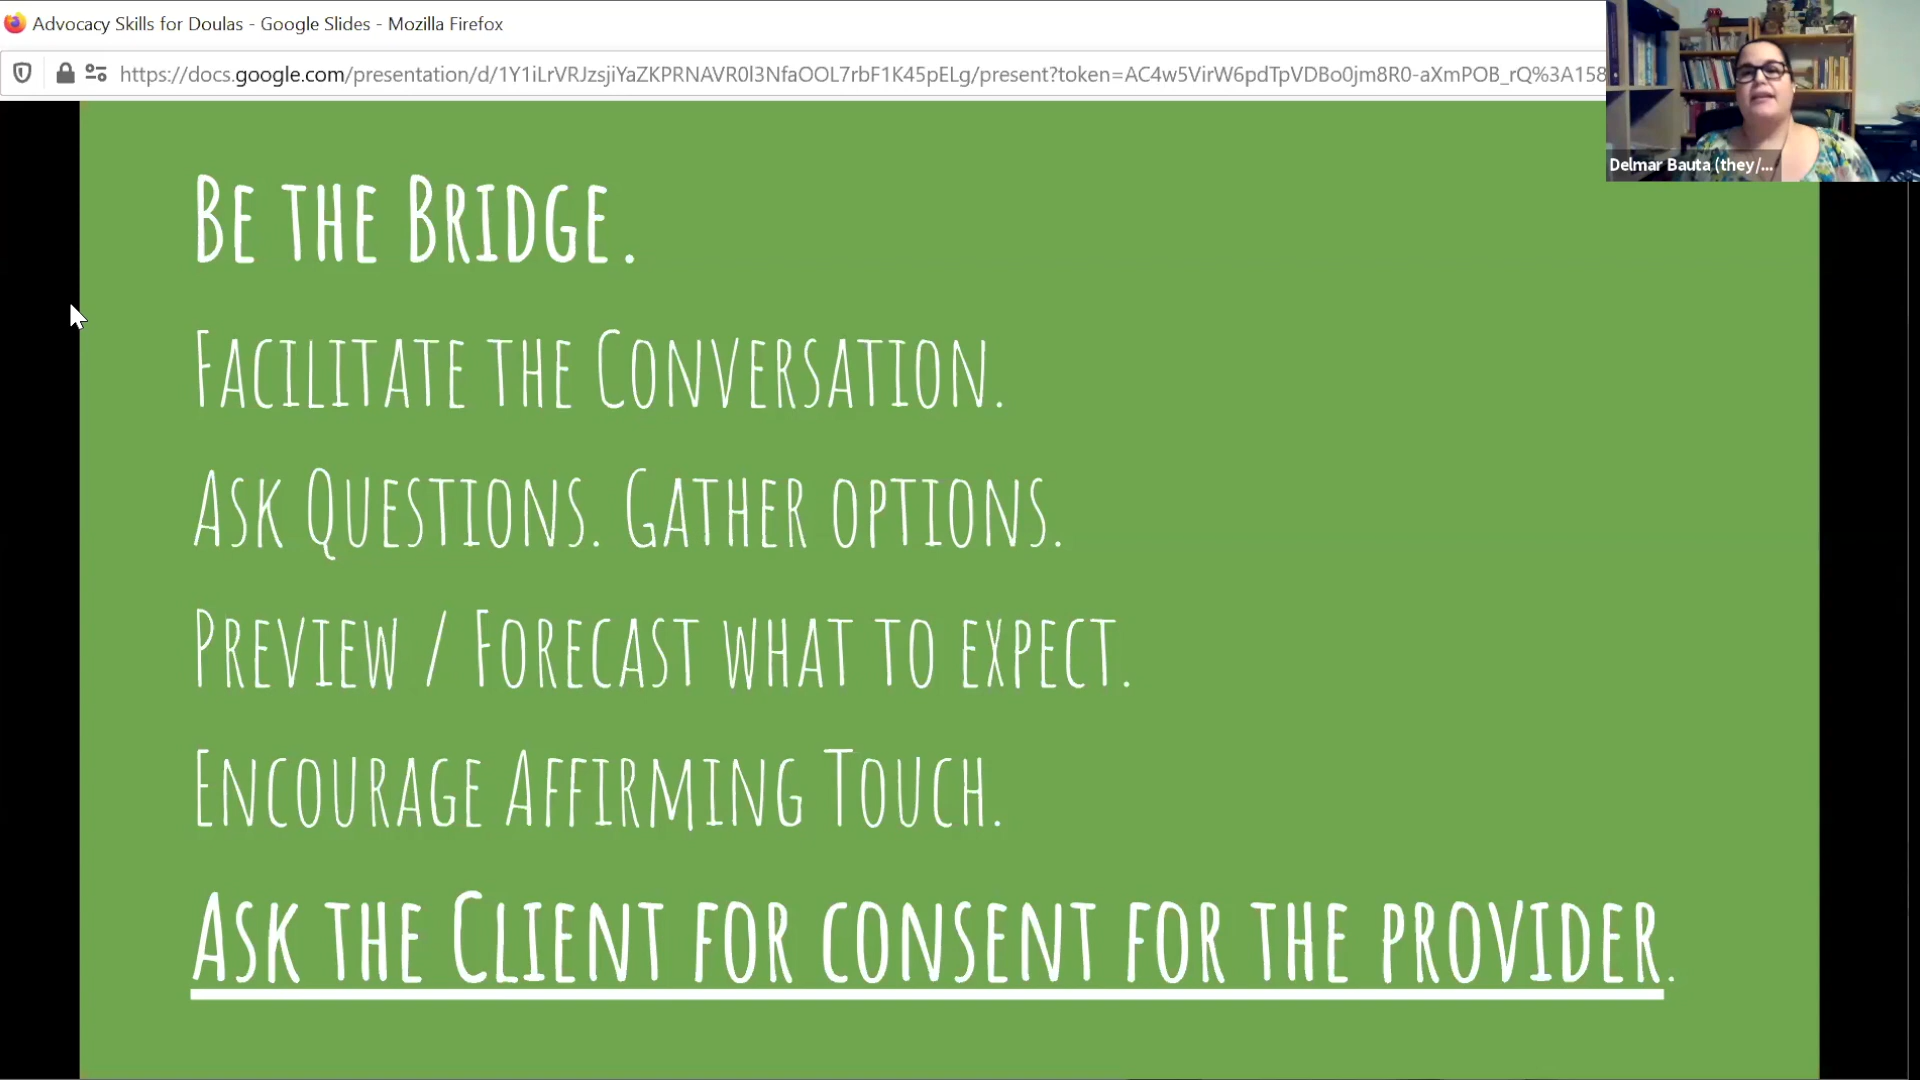 Advocacy Skills for Doulas - Google Slides - Mozilla Firefox
https://docs.google.com/presentation/d/1Y1iLrVRJzsjiYaZKPRNAVR0l3NfaOOL7rbF1K45pELg/present?token=AC4w5VirW6pdTpVDBo0jm8R0-aXmPOB_rQ%3A158
Delmar Bauta (they/...
BE THE BRIDGE.
FACILITATE THE CONVERSATION.
ASK QUESTIONS. GATHER OPTIONS.
PREVIEW / FORECAST WHAT TO EXPECT.
ENCOURAGE AFFIRMING TOUCH.
ASK THE CLIENT FOR CONSENT FOR THE PROVIDER.